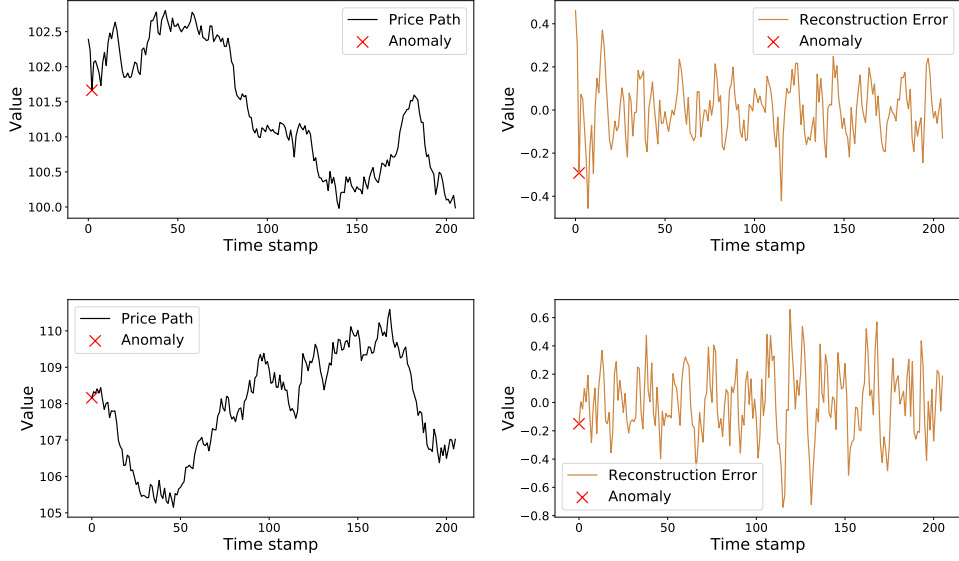 Price Path
Anomaly
Value
102.5
102.0
101.5
101.0
100.5
100.0
0 50 100 150 200
Time stamp
Reconstruction Error
Anomaly
Value
0.4
0.2
0.0
−0.2
−0.4
0 50 100 150 200
Time stamp
Price Path
Anomaly
Value
110
109
108
107
106
105
0 50 100 150 200
Time stamp
Reconstruction Error
Anomaly
Value
0.6
0.4
0.2
0.0
−0.2
−0.4
−0.6
−0.8
0 50 100 150 200
Time stamp